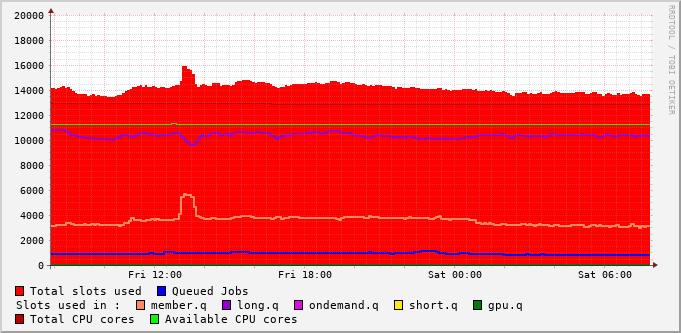 20000
18000
16000
14000
12000
10000
8000
6000
4000
2000
0
Fri 12:00 Fri 18:00 Sat 00:00 Sat 06:00
RRDTOOL / TOBI OETIKER
Total slots used Queued Jobs
Slots used in : member.q long.q ondemand.q short.q gpu.q
Total CPU cores Available CPU cores